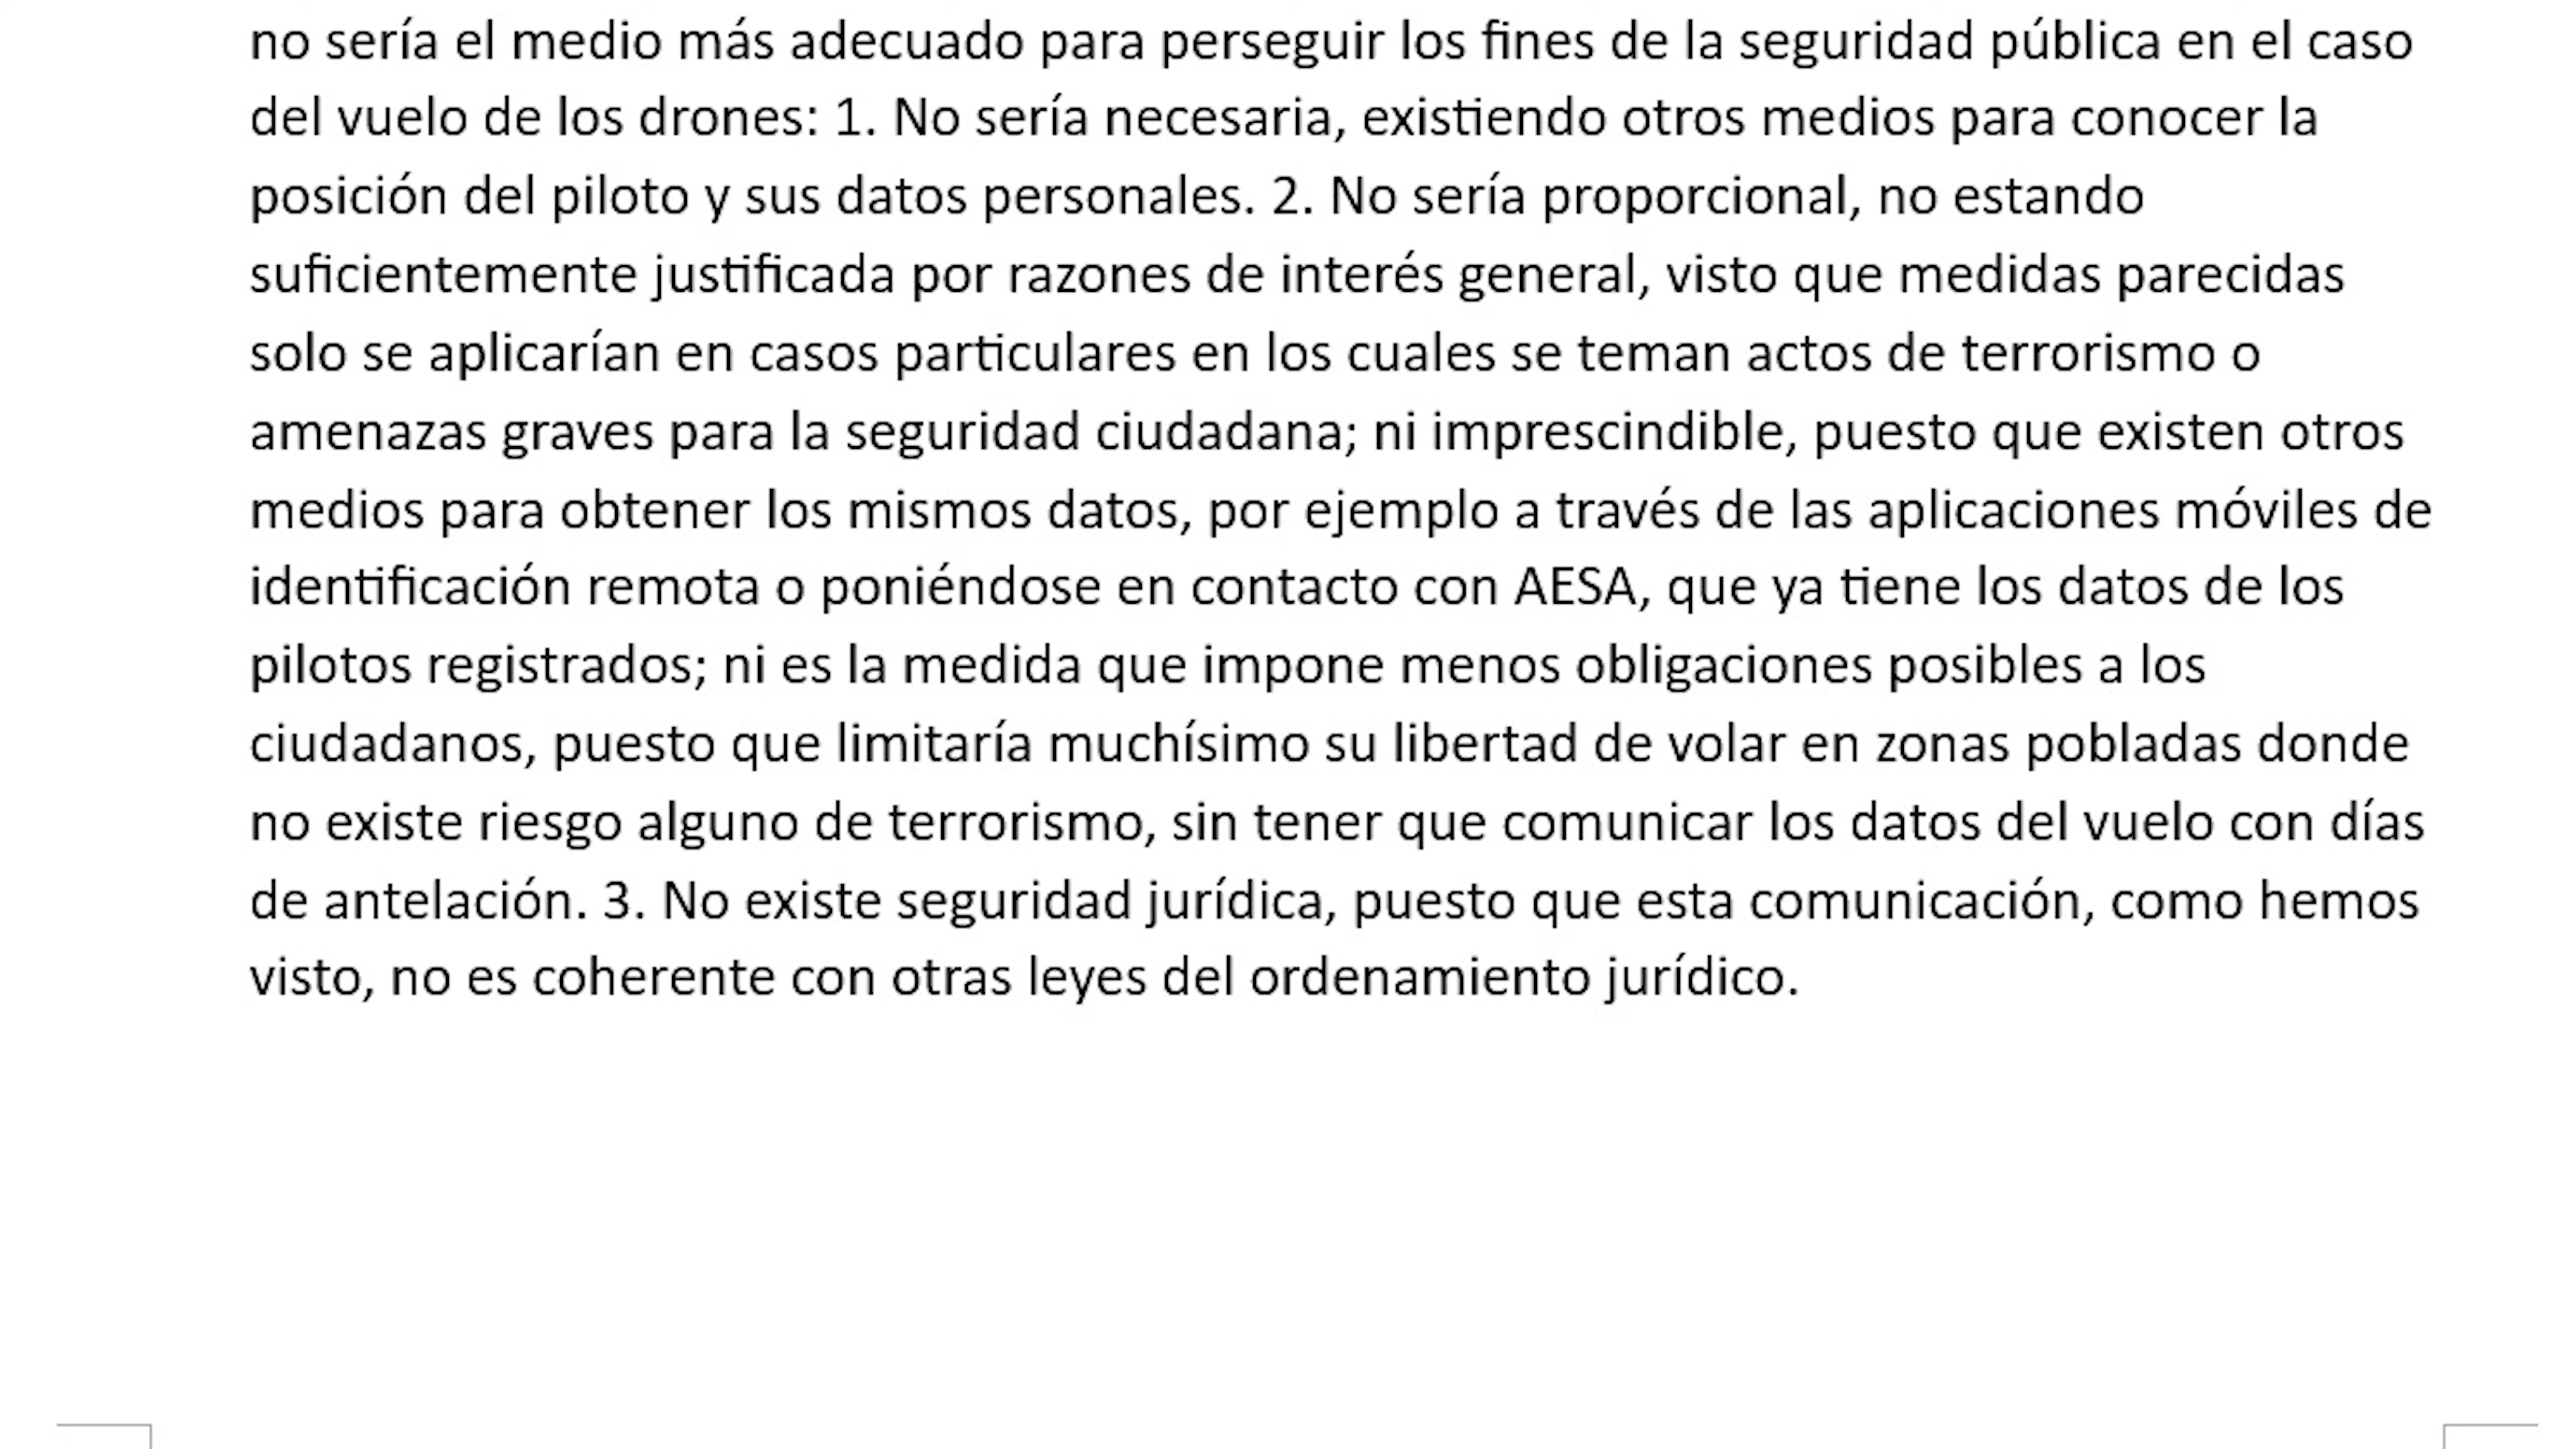 no sería el medio más adecuado para perseguir los fines de la seguridad pública en el caso
del vuelo de los drones: 1. No sería necesaria, existiendo otros medios para conocer la
posición del piloto y sus datos personales. 2. No sería proporcional, no estando
suficientemente justificada por razones de interés general, visto que medidas parecidas
solo se aplicarían en casos particulares en los cuales se teman actos de terrorismo o
amenazas graves para la seguridad ciudadana; ni imprescindible, puesto que existen otros
medios para obtener los mismos datos, por ejemplo a través de las aplicaciones móviles de
identificación remota o poniéndose en contacto con AESA, que ya tiene los datos de los
pilotos registrados; ni es la medida que impone menos obligaciones posibles a los
ciudadanos, puesto que limitaría muchísimo su libertad de volar en zonas pobladas donde
no existe riesgo alguno de terrorismo, sin tener que comunicar los datos del vuelo con días
de antelación. 3. No existe seguridad jurídica, puesto que esta comunicación, como hemos
visto, no es coherente con otras leyes del ordenamiento jurídico.